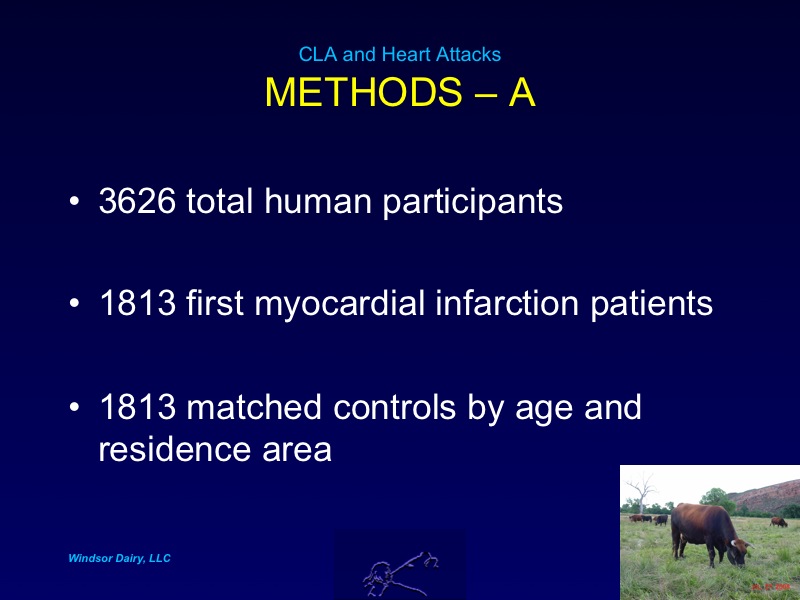 CLA and Heart Attacks
METHODS – A
• 3626 total human participants
• 1813 first myocardial infarction patients
• 1813 matched controls by age and
residence area
Windsor Dairy, LLC